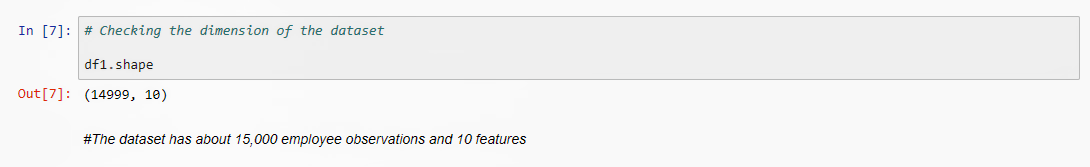 In [7]: # Checking the dimension of the dataset
df1.shape
Out[7]: (14999, 10)
#The dataset has about 15,000 employee observations and 10 features